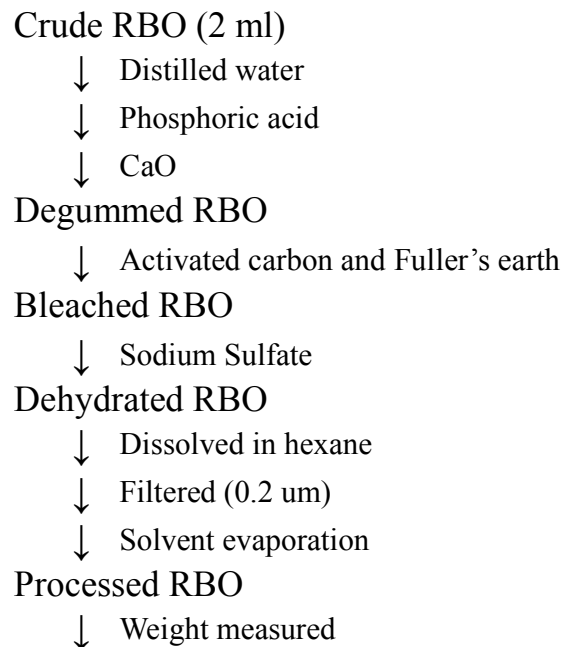 Crude RBO (2 ml)
↓ Distilled water
↓ Phosphoric acid
↓ CaO
Degummed RBO
↓ Activated carbon and Fuller’s earth
Bleached RBO
↓ Sodium Sulfate
Dehydrated RBO
↓ Dissolved in hexane
↓ Filtered (0.2 um)
↓ Solvent evaporation
Processed RBO
↓ Weight measured